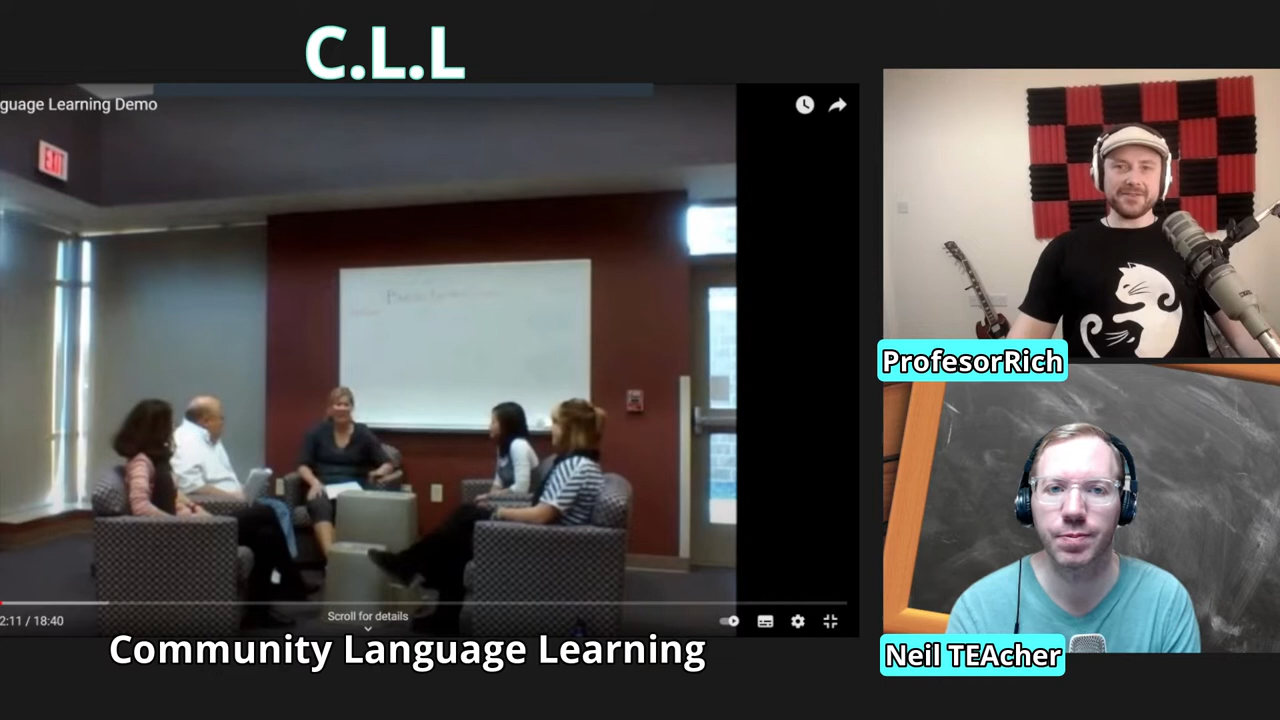 C.L.L
guage Learning Demo
EXIT
2:11 / 18:40
Scroll for details
Community Language Learning
ProfesorRich
Neil TEAcher